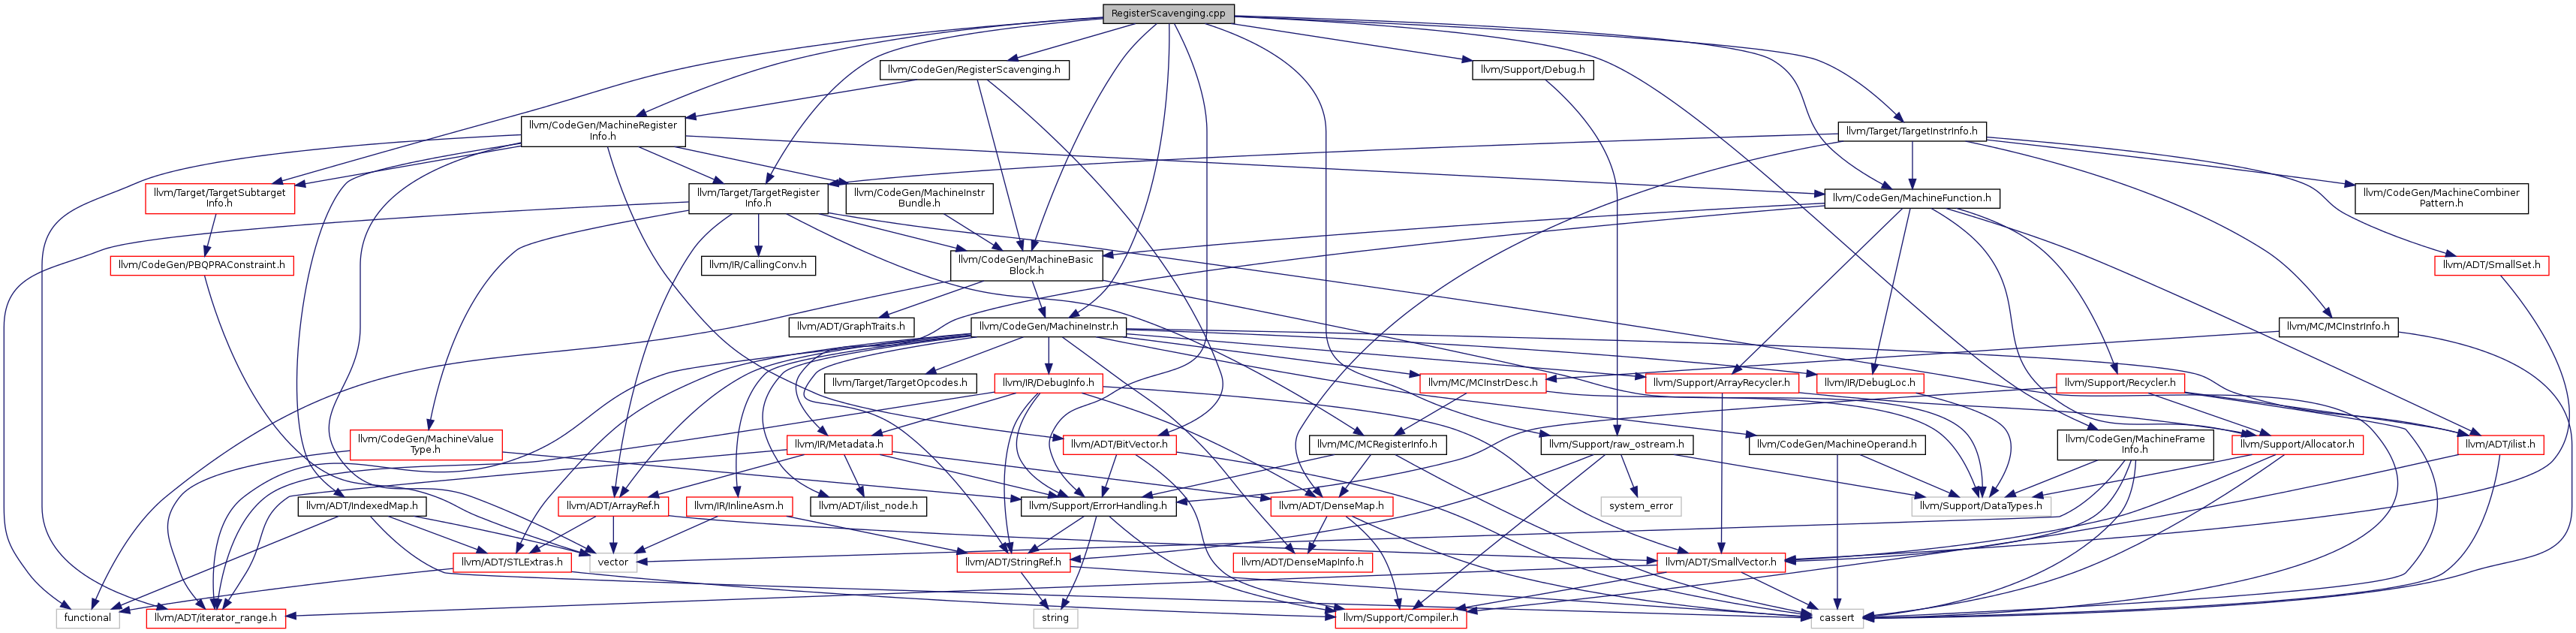 RegisterScavenging.cpp
llvm/CodeGen/RegisterScavenging.h
llvm/Support/Debug.h
llvm/CodeGen/MachineRegister
Info.h
llvm/Target/TargetInstrInfo.h
llvm/Target/TargetSubtarget
Info.h
llvm/Target/TargetRegister
Info.h
llvm/CodeGen/MachineInstr
Bundle.h
llvm/CodeGen/MachineFunction.h
llvm/CodeGen/MachineCombiner
Pattern.h
llvm/CodeGen/PBQPRAConstraint.h
llvm/IR/CallingConv.h
llvm/CodeGen/MachineBasic
Block.h
llvm/ADT/SmallSet.h
llvm/ADT/GraphTraits.h
llvm/CodeGen/MachineInstr.h
llvm/MC/MCInstrInfo.h
llvm/Target/TargetOpcodes.h
llvm/IR/DebugInfo.h
llvm/MC/MCInstrDesc.h
llvm/Support/ArrayRecycler.h
llvm/IR/DebugLoc.h
llvm/Support/Recycler.h
llvm/CodeGen/MachineValue
Type.h
llvm/IR/Metadata.h
llvm/ADT/BitVector.h
llvm/MC/MCRegisterInfo.h
llvm/Support/raw_ostream.h
llvm/CodeGen/MachineOperand.h
llvm/CodeGen/MachineFrame
Info.h
llvm/Support/Allocator.h
llvm/ADT/ilist.h
llvm/ADT/IndexedMap.h
llvm/ADT/ArrayRef.h
llvm/IR/InlineAsm.h
llvm/ADT/ilist_node.h
llvm/Support/ErrorHandling.h
llvm/ADT/DenseMap.h
system_error
llvm/Support/DataTypes.h
llvm/ADT/STLExtras.h
vector
llvm/ADT/StringRef.h
llvm/ADT/DenseMapInfo.h
llvm/ADT/SmallVector.h
functional
llvm/ADT/iterator_range.h
string
llvm/Support/Compiler.h
cassert